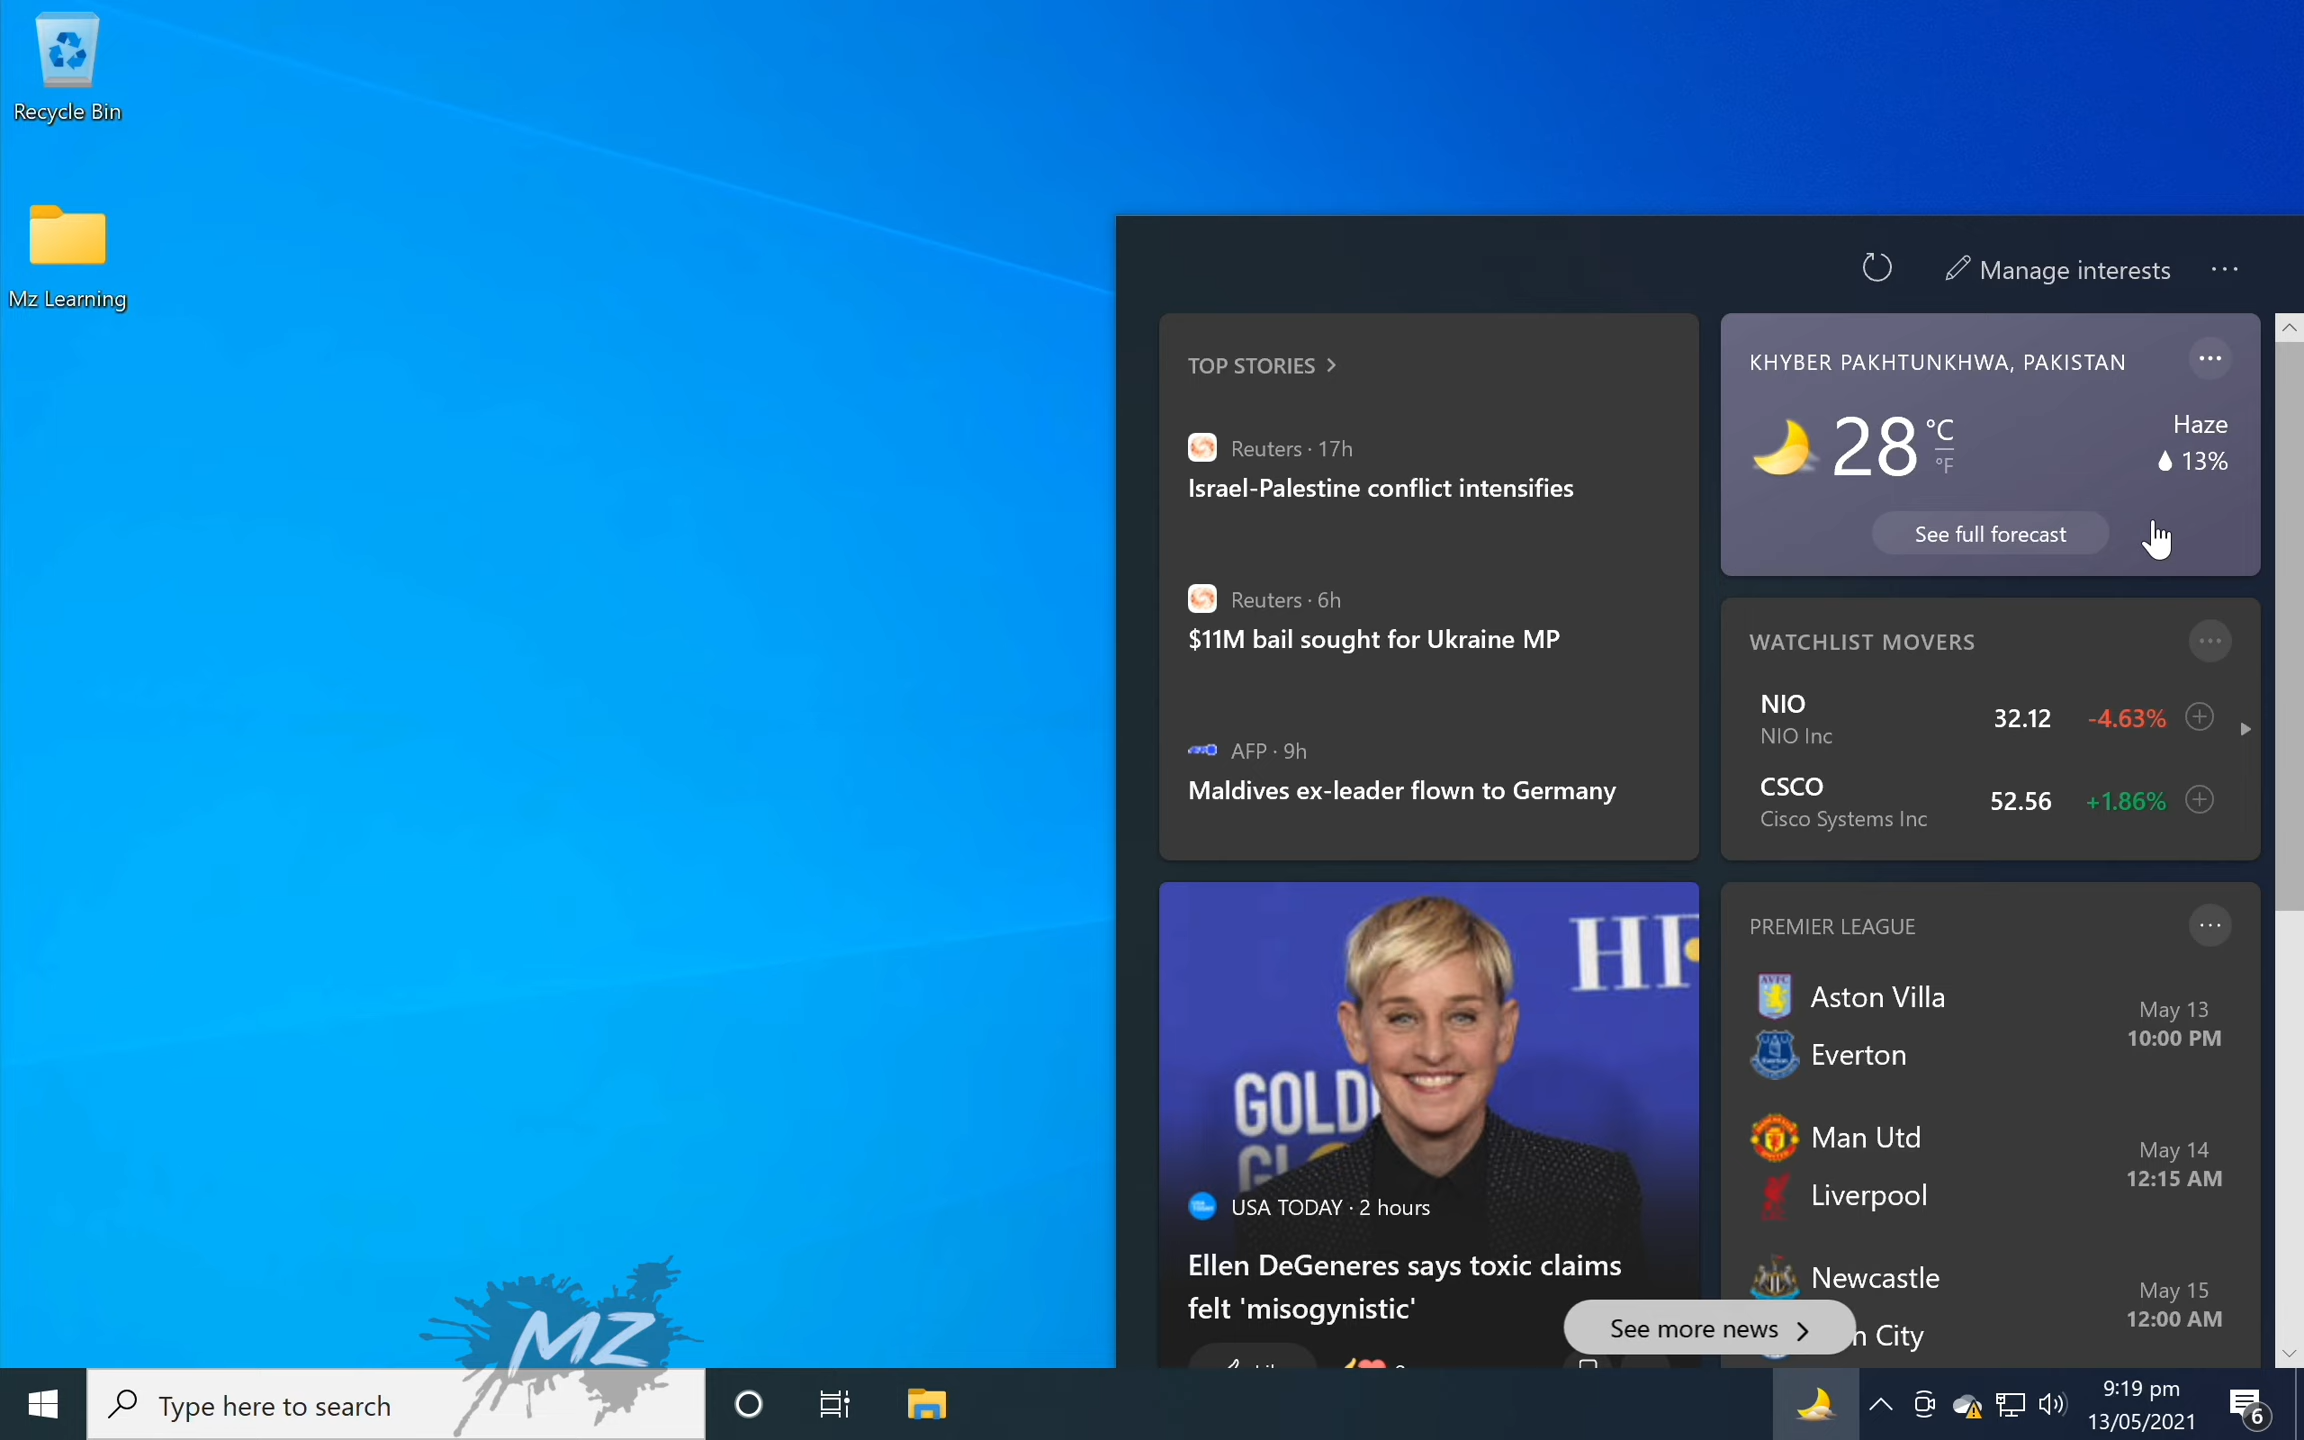 Recycle Bin
Mz Learning
Manage interests
TOP STORIES
Reuters · 17h
Israel-Palestine conflict intensifies
Reuters · 6h
$11M bail sought for Ukraine MP
AFP · 9h
Maldives ex-leader flown to Germany
KHYBER PAKHTUNKHWA, PAKISTAN
28 °C
°F
Haze
13%
See full forecast
WATCHLIST MOVERS
NIO 32.12 -4.63%
NIO Inc
CSCO 52.56 +1.86%
Cisco Systems Inc
GOLD
USA TODAY · 2 hours
Ellen DeGeneres says toxic claims
felt 'misogynistic'
PREMIER LEAGUE
AVFC
Aston Villa
Everton
May 13
10:00 PM
Man Utd
Liverpool
May 14
12:15 AM
Newcastle
City
May 15
12:00 AM
See more news
MZ
Type here to search
9:19 pm
13/05/2021
6